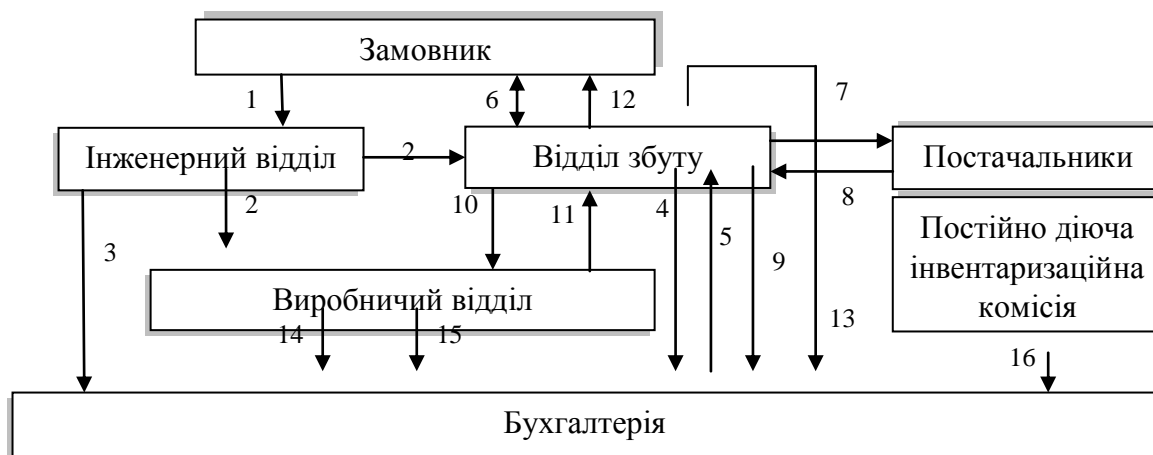 Замовник
1
6
12
7
Інженерний відділ
2
Відділ збуту
Постачальники
8
2
10
11
4
5
9
3
Постійно діюча
інвентаризаційна
комісія
Виробничий відділ
14
15
13
16
Бухгалтерія